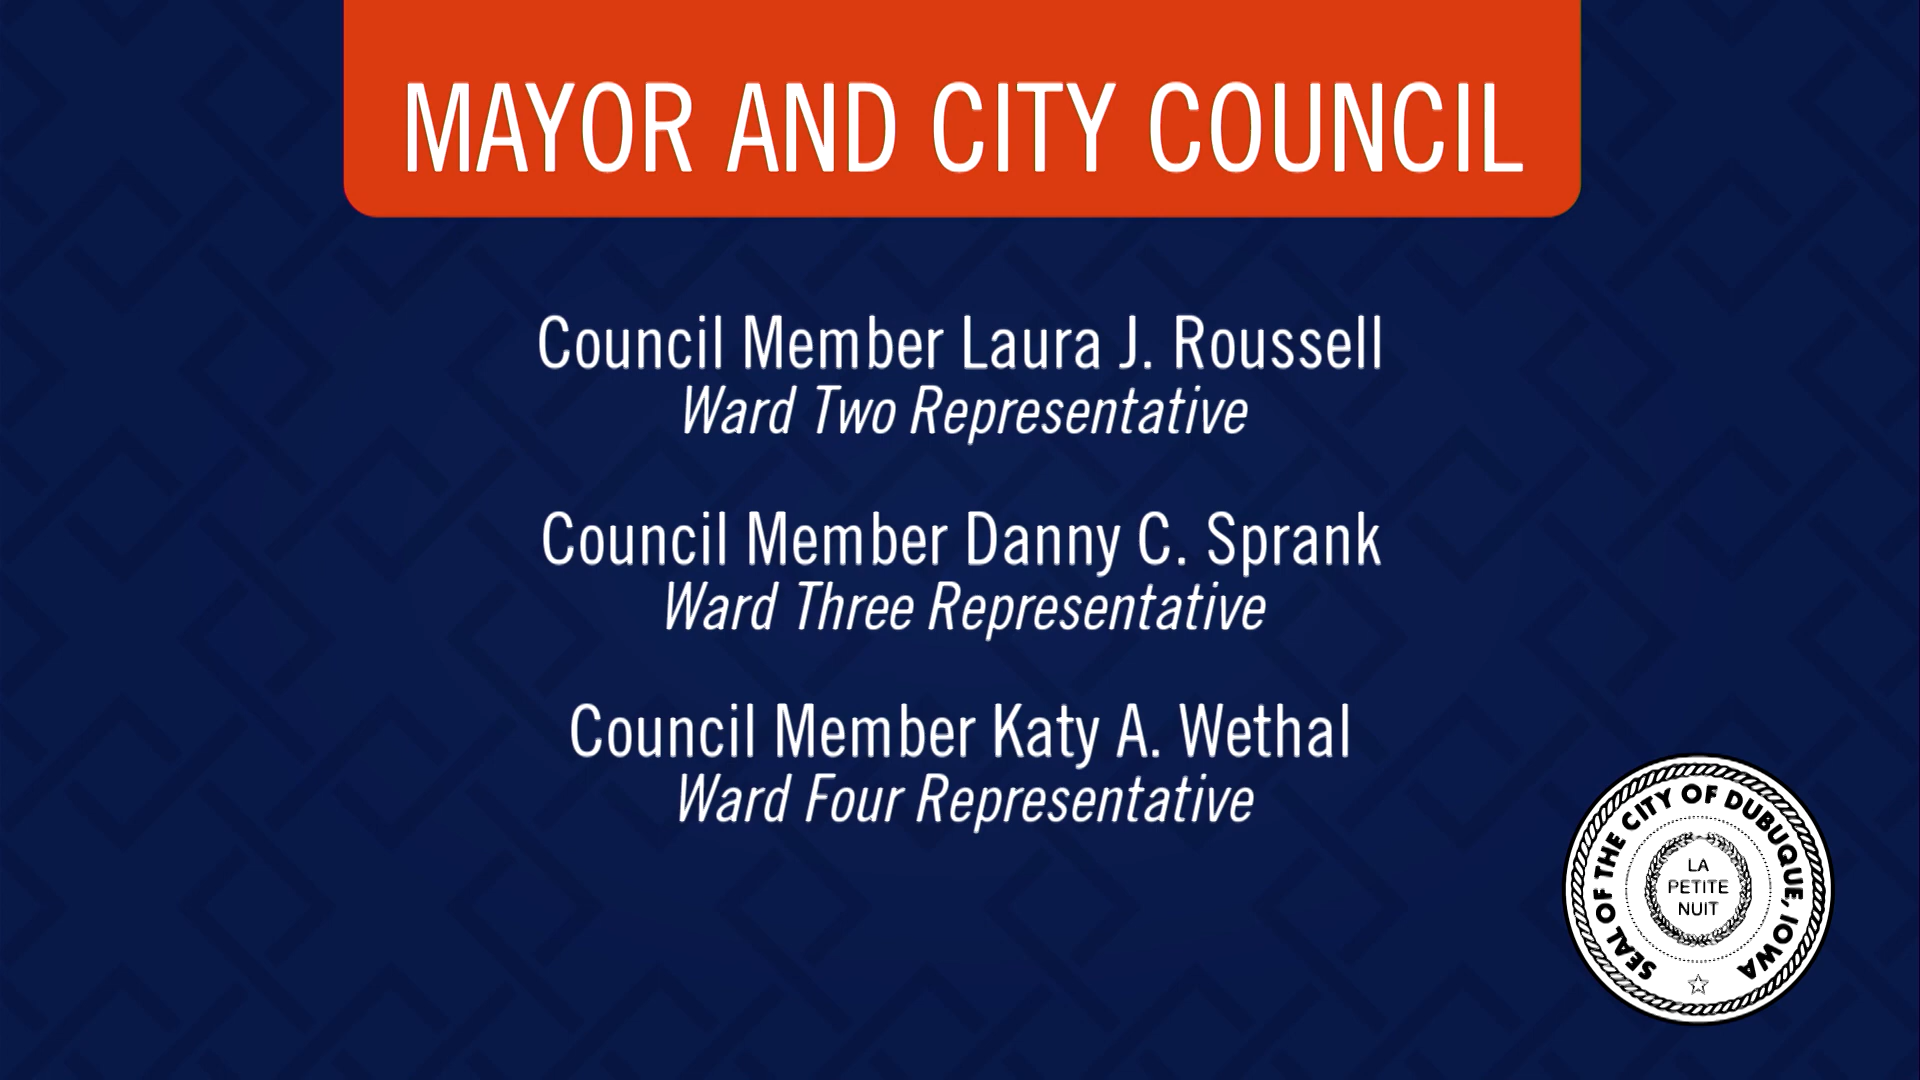 MAYOR AND CITY COUNCIL
Council Member Laura J. Roussell
Ward Two Representative
Council Member Danny C. Sprank
Ward Three Representative
Council Member Katy A. Wethal
Ward Four Representative
SEAL OF THE CITY OF DUBUQUE, IOWA
LA
PETITE
NUIT